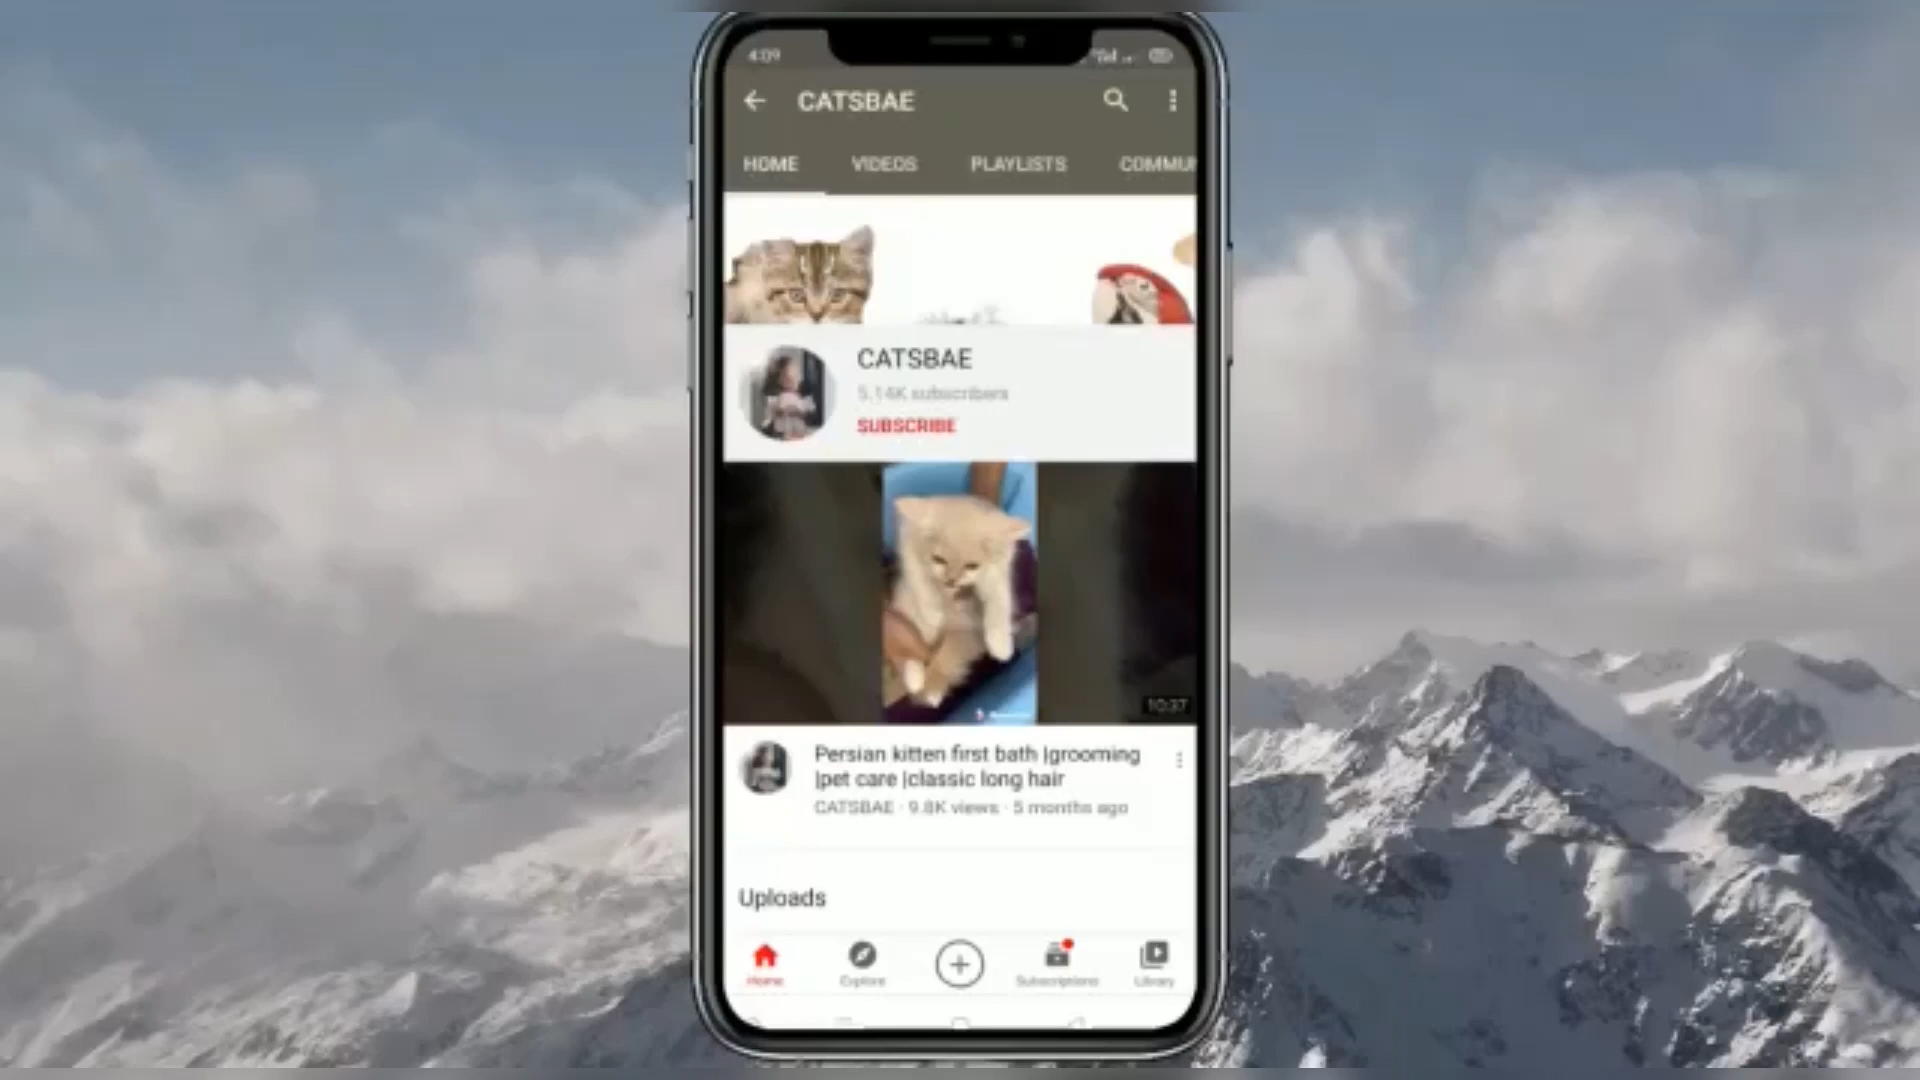 4:09
CATSBAE
HOME VIDEOS PLAYLISTS COMMUN
CATSBAE
5.14K subscribers
SUBSCRIBE
10:37
Persian kitten first bath |grooming
|pet care |classic long hair
CATSBAE · 9.8K views · 5 months ago
Uploads
Home Explore Subscriptions Library